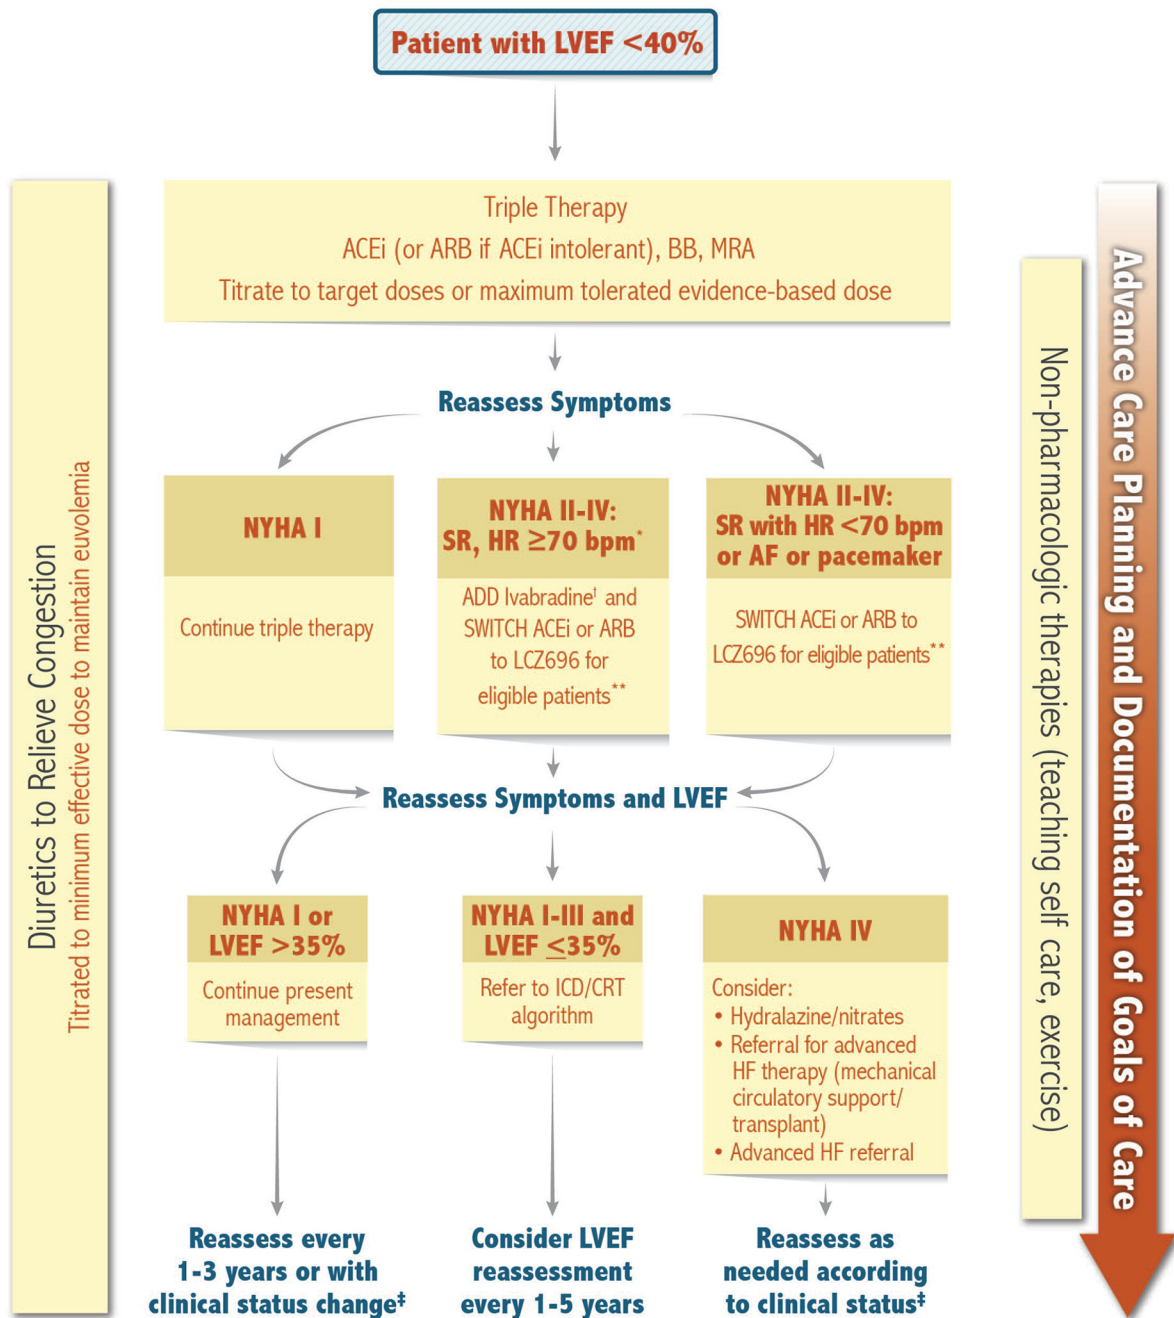 Patient with LVEF <40%
Triple Therapy
ACEi (or ARB if ACEi intolerant), BB, MRA
Titrate to target doses or maximum tolerated evidence-based dose
Reassess Symptoms
NYHA I
Continue triple therapy
NYHA II-IV:
SR, HR ≥70 bpm*
ADD Ivabradine† and
SWITCH ACEi or ARB
to LCZ696 for
eligible patients**
NYHA II-IV:
SR with HR <70 bpm
or AF or pacemaker
SWITCH ACEi or ARB to
LCZ696 for eligible patients**
Reassess Symptoms and LVEF
NYHA I or
LVEF >35%
Continue present
management
Reassess every
1-3 years or with
clinical status change‡
NYHA I-III and
LVEF ≤35%
Refer to ICD/CRT
algorithm
Consider LVEF
reassessment
every 1-5 years
NYHA IV
Consider:
• Hydralazine/nitrates
• Referral for advanced
HF therapy (mechanical
circulatory support/
transplant)
• Advanced HF referral
Reassess as
needed according
to clinical status‡
Diuretics to Relieve Congestion
Titrated to minimum effective dose to maintain euvolemia
Non-pharmacologic therapies (teaching self care, exercise)
Advance Care Planning and Documentation of Goals of Care